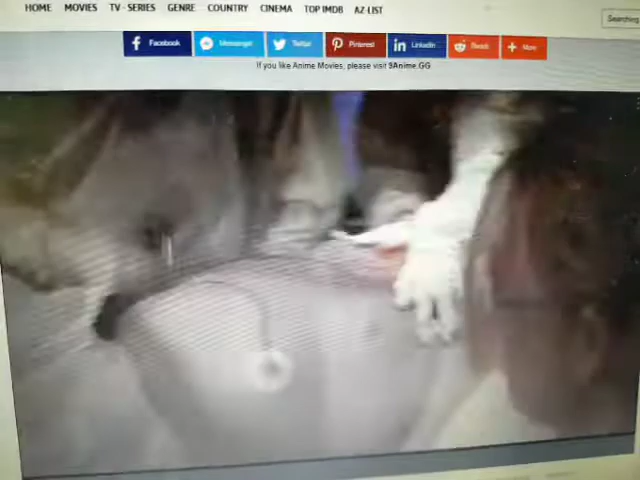 HOME MOVIES TV - SERIES GENRE COUNTRY CINEMA TOP IMDB AZ LIST
Searching
Facebook Messenger Twitter Pinterest LinkedIn Reddit More
If you like Anime Movies, please visit 9Anime.GG